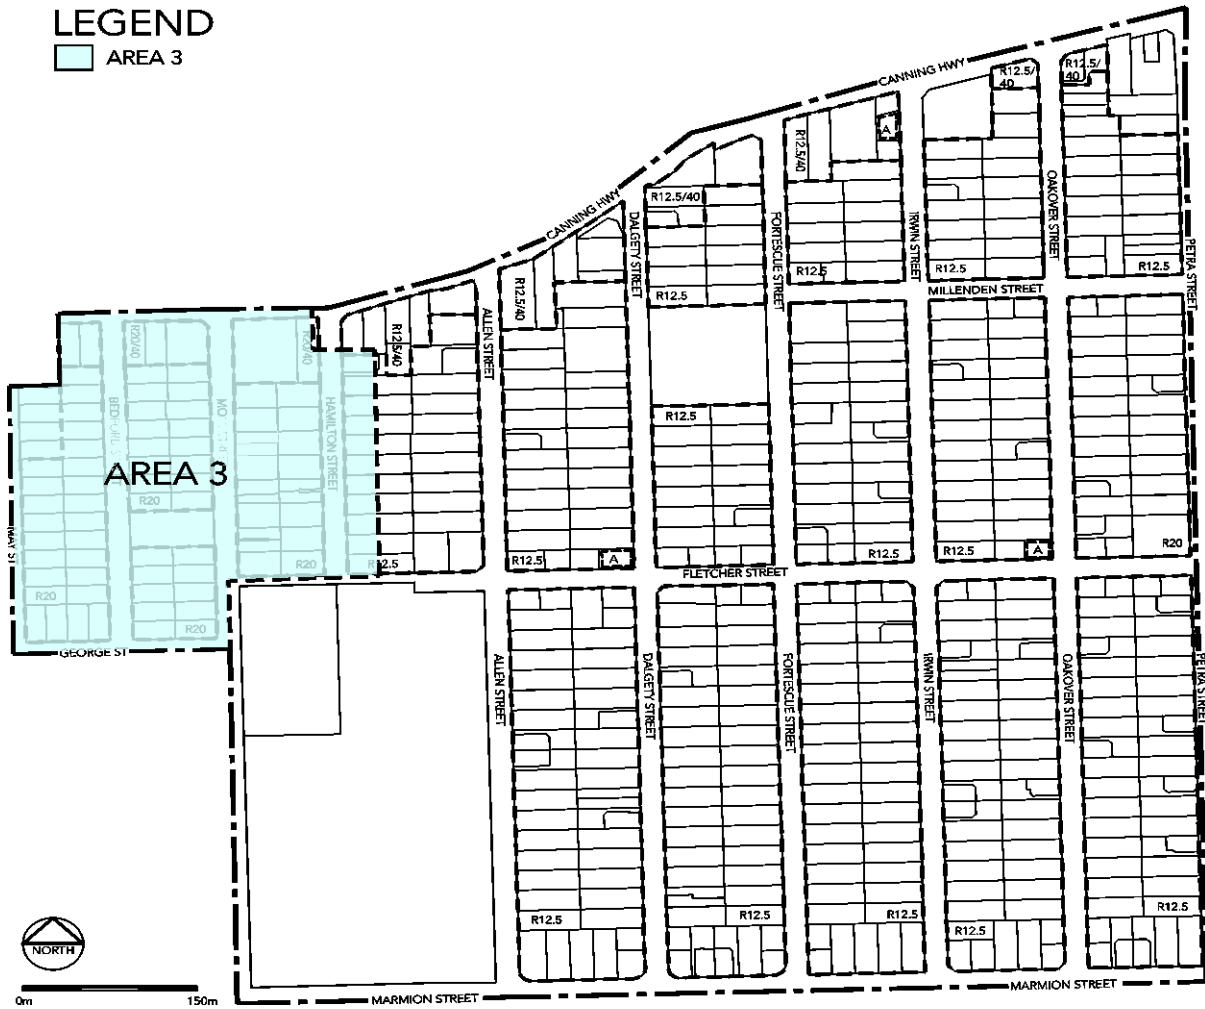 LEGEND
AREA 3
CANNING HWY
R12.5/
40
R12.5/
40
A
R12.5/40
OAKOVER STREET
R12.5/40
CANNING HWY
DALGETY STREET
FORTESCUE STREET
IRWIN STREET
PETRA STREET
R12.5/40
R12.5
R12.5
R12.5
R12.5
MILLENDEN STREET
R20/40
R20/40
R12.5/40
ALLEN STREET
HAMILTON STREET
R12.5
AREA 3
R20
MAY ST
R20
R12.5
R12.5
A
R12.5
R12.5
A
R20
FLETCHER STREET
R20
R20
GEORGE ST
ALLEN STREET
DALGETY STREET
FORTESCUE STREET
IRWIN STREET
OAKOVER STREET
PETRA STREET
R12.5
R12.5
R12.5
R12.5
R12.5
NORTH
0m
150m
MARMION STREET
MARMION STREET